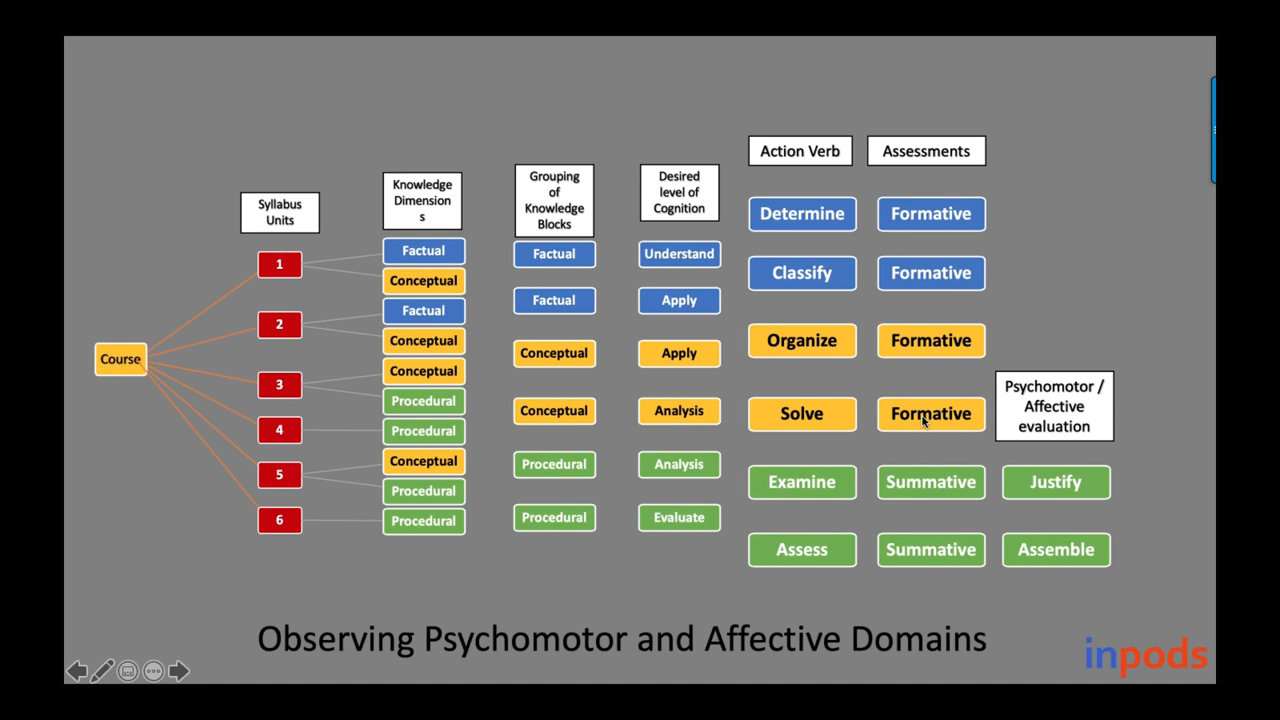 Action Verb
Assessments
Grouping
of
Knowledge
Blocks
Desired
level of
Cognition
Knowledge
Dimension
s
Syllabus
Units
Determine
Formative
Factual
Factual
Understand
1
Classify
Formative
Conceptual
Factual
Apply
Factual
2
Organize
Formative
Conceptual
Conceptual
Apply
Course
Conceptual
3
Psychomotor /
Affective
evaluation
Procedural
Conceptual
Analysis
Solve
Formative
4
Procedural
Conceptual
Procedural
Analysis
5
Examine
Summative
Justify
Procedural
6
Procedural
Procedural
Evaluate
Assess
Summative
Assemble
Observing Psychomotor and Affective Domains
inpods